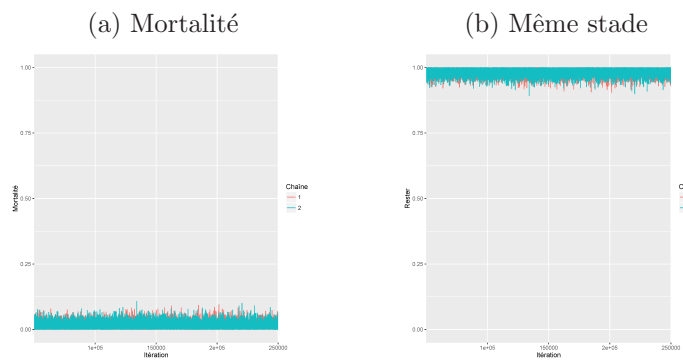 (a) Mortalité
(b) Même stade
1.00
0.75
0.50
0.25
0.00
Mortalité
1e+05
150000
2e+05
250000
Itération
Chaîne
1
2
1.00
0.75
0.50
0.25
0.00
Rester
1e+05
150000
2e+05
250000
Itération
C